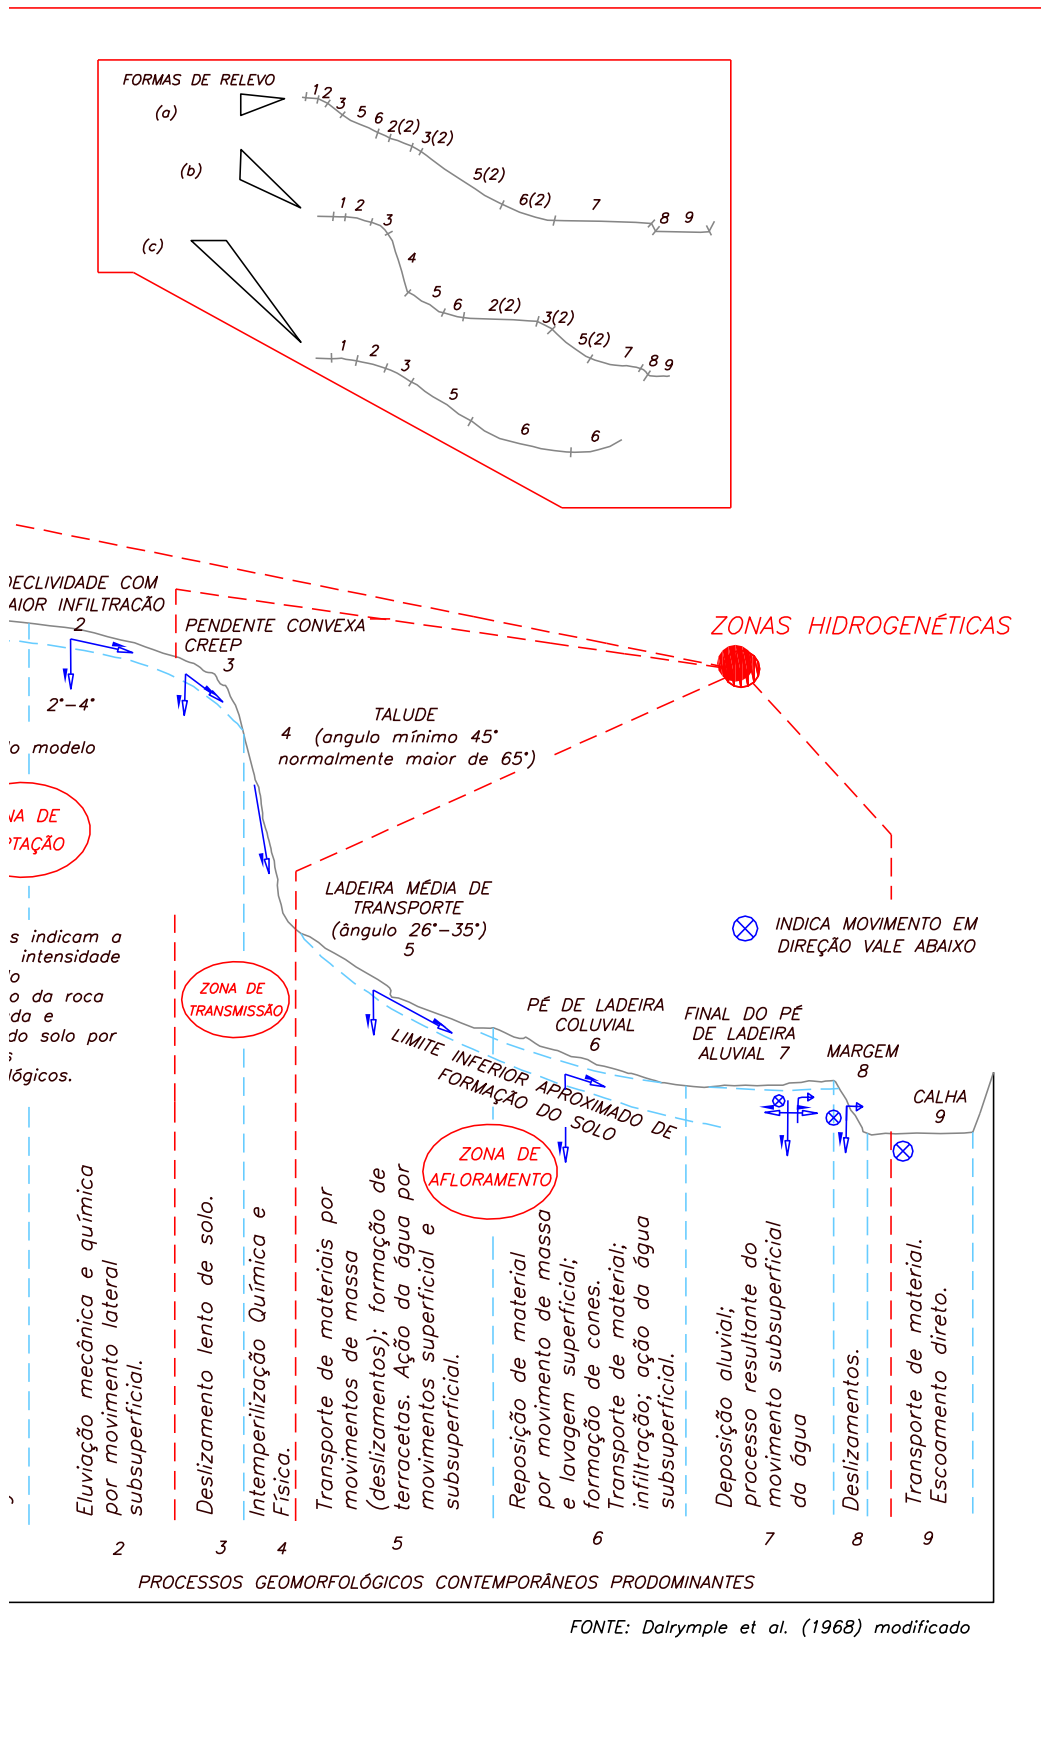 FORMAS DE RELEVO
(a)
1 2 3 5 6 2(2) 3(2) 5(2) 6(2) 7 8 9
(b)
1 2 3 4 5 6 2(2) 3(2) 5(2) 7 8 9
(c)
1 2 3 5 6 6
DECLIVIDADE COM
INFILTRACÃO
2
2°-4°
modelo
PENDENTE CONVEXA
CREEP
3
ZONAS HIDROGENÉTICAS
TALUDE
4 (angulo mínimo 45°
normalmente maior de 65°)
DE
LADEIRA MÉDIA DE
TRANSPORTE
(ângulo 26°-35°)
5
INDICA MOVIMENTO EM
DIREÇÃO VALE ABAIXO
indicam a
intensidade
da roca
e
solo por
ZONA DE
TRANSMISSÃO
PÉ DE LADEIRA
COLUVIAL
6
FINAL DO PÉ
DE LADEIRA
ALUVIAL 7
MARGEM
8
CALHA
9
LIMITE INFERIOR APROXIMADO DE
FORMAÇÃO DO SOLO
ZONA DE
AFLORAMENTO
Eluviação mecânica e química
por movimento lateral
subsuperficial.
Deslizamento lento de solo.
Intemperilização Química e
Física.
Transporte de materiais por
movimentos de massa
(deslizamentos); formação de
terracetas. Ação da água por
movimentos superficial e
subsuperficial.
Reposição de material
por movimento de massa
e lavagem superficial;
formação de cones.
Transporte de material;
infiltração; ação da água
subsuperficial.
Deposição aluvial;
processo resultante do
movimento subsuperficial
da água
Deslizamentos.
Transporte de material.
Escoamento direto.
2 3 4 5 6 7 8 9
PROCESSOS GEOMORFOLÓGICOS CONTEMPORÂNEOS PRODOMINANTES
FONTE: Dalrymple et al. (1968) modificado